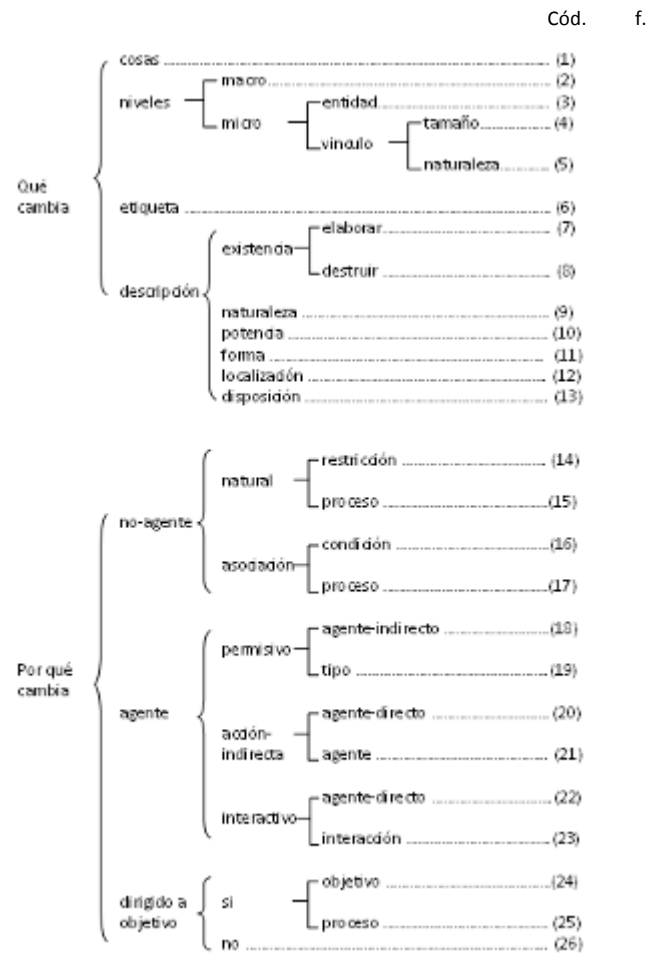 Cód. f.
cosas (1)
macro (2)
niveles entidad (3)
micro tamaño (4)
vinculo
naturaleza (5)
Qué
cambia etiqueta (6)
elaborar (7)
existencia
destruir (8)
descripción
naturaleza (9)
potencia (10)
forma (11)
localización (12)
disposición (13)
restricción (14)
natural
proceso (15)
no-agente
condición (16)
asociación
proceso (17)
agente-indirecto (18)
permisivo
Por qué tipo (19)
cambia
agente agente-directo (20)
acción-
indirecta agente (21)
agente-directo (22)
interactivo
interacción (23)
objetivo (24)
dirigido a si
objetivo proceso (25)
no (26)